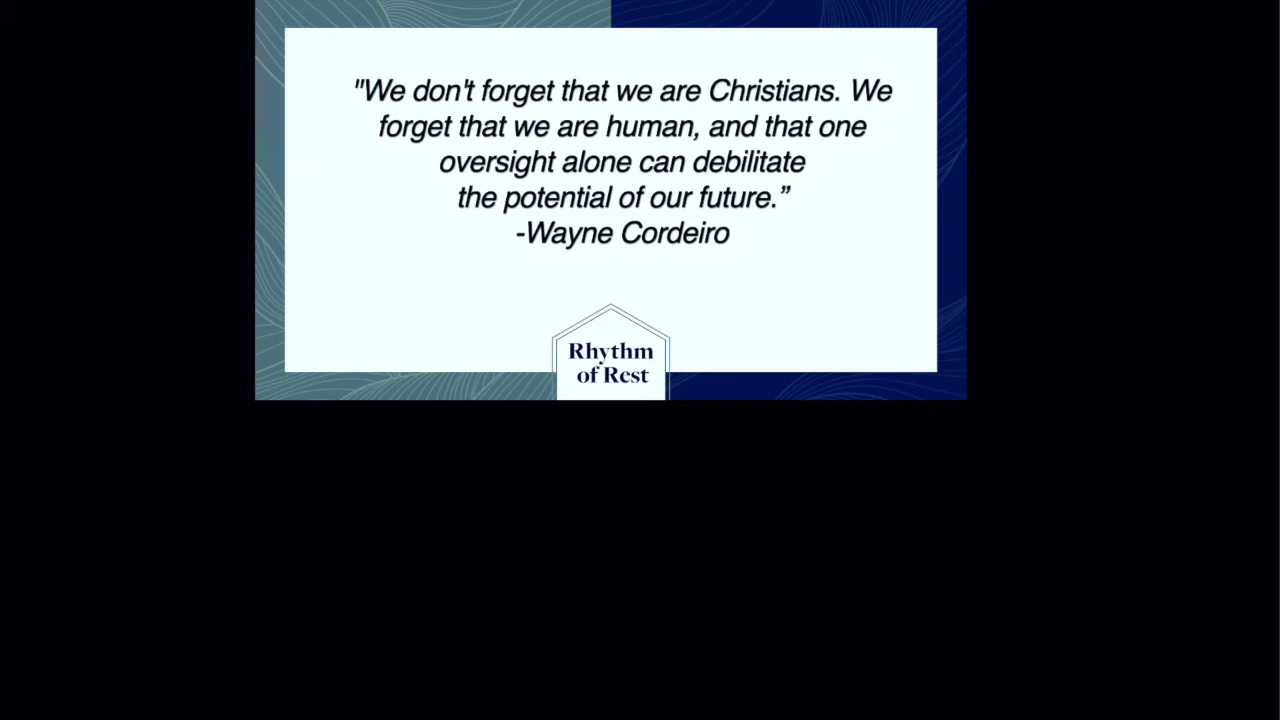 "We don't forget that we are Christians. We
forget that we are human, and that one
oversight alone can debilitate
the potential of our future.”
-Wayne Cordeiro
Rhythm
of Rest